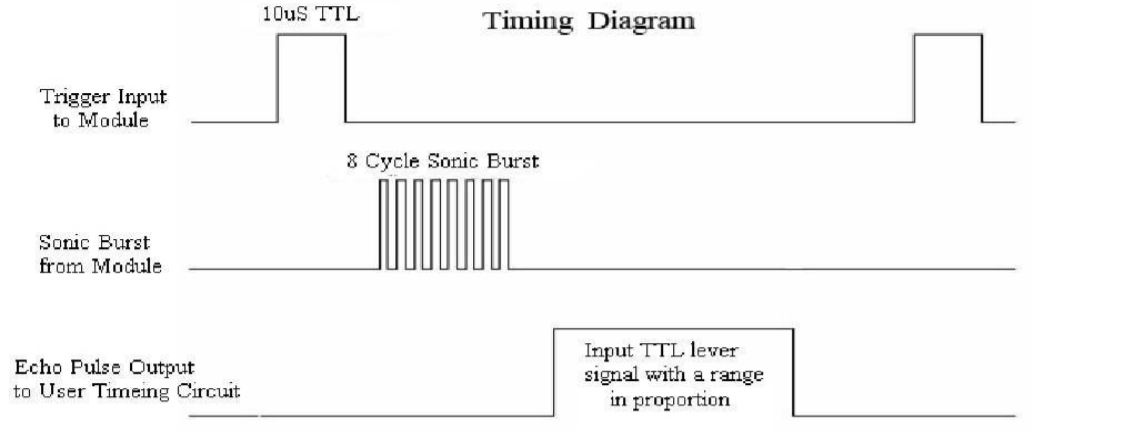 10uS TTL
Timing Diagram
Trigger Input
to Module
8 Cycle Sonic Burst
Sonic Burst
from Module
Echo Pulse Output
to User Timeing Circuit
Input TTL lever
signal with a range
in proportion